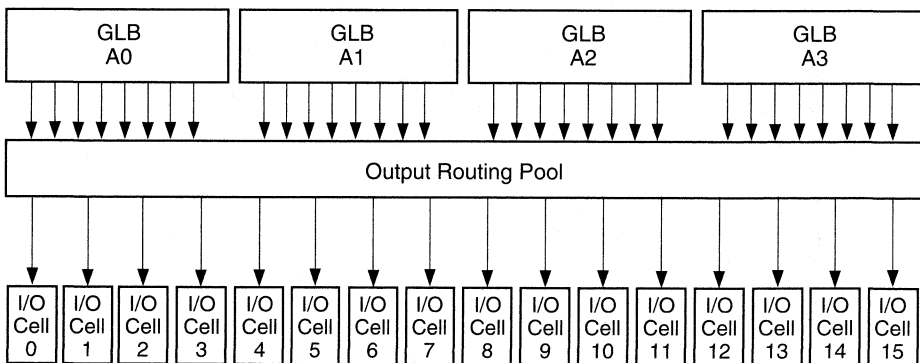 GLB
A0
GLB
A1
GLB
A2
GLB
A3
Output Routing Pool
I/O
Cell
0
I/O
Cell
1
I/O
Cell
2
I/O
Cell
3
I/O
Cell
4
I/O
Cell
5
I/O
Cell
6
I/O
Cell
7
I/O
Cell
8
I/O
Cell
9
I/O
Cell
10
I/O
Cell
11
I/O
Cell
12
I/O
Cell
13
I/O
Cell
14
I/O
Cell
15